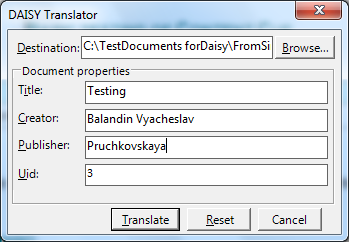 DAISY Translator
Destination: C:\TestDocuments forDaisy\FromSi Browse...
Document properties
Title: Testing
Creator: Balandin Vyacheslav
Publisher: Pruchkovskaya
Uid: 3
Translate Reset Cancel